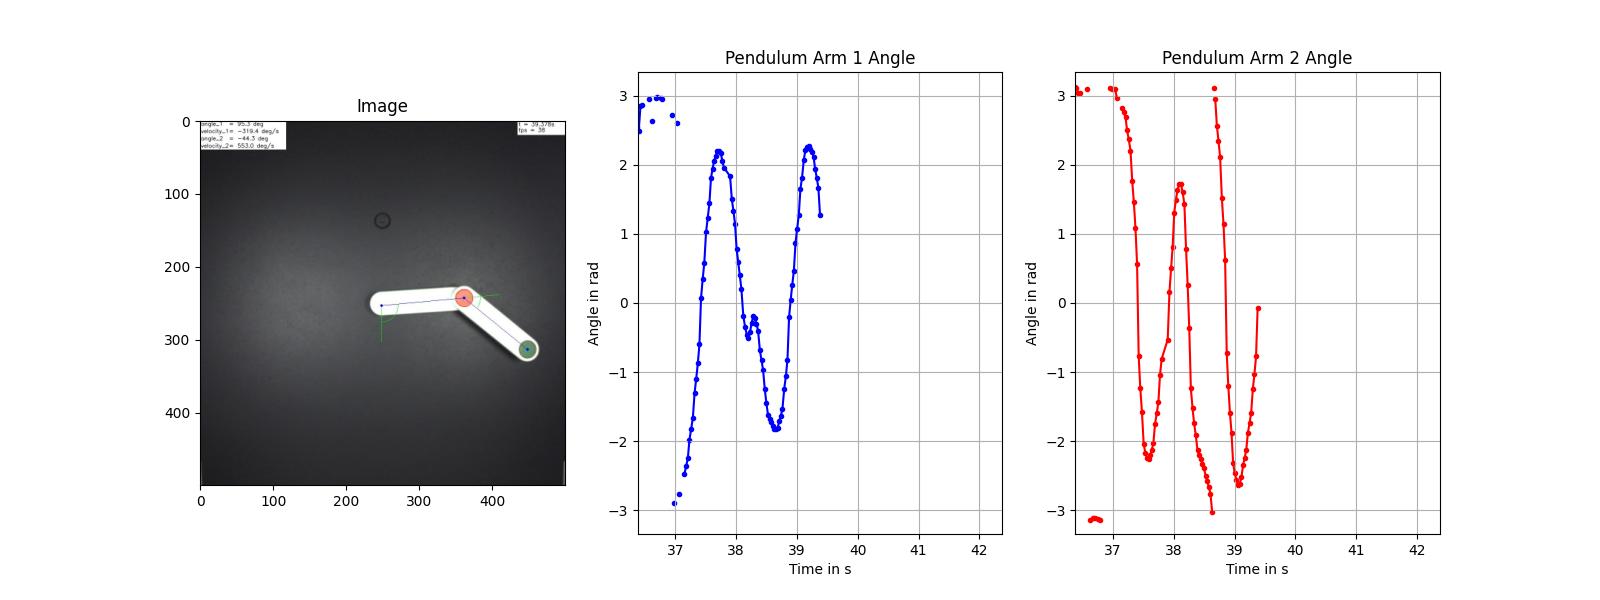 Image
angle_1 = 95.3 deg
velocity_1= -319.4 deg/s
angle_2 = -44.3 deg
velocity_2= 553.0 deg/s
t = 39.378s
fps = 38
0
100
200
300
400
0 100 200 300 400
Pendulum Arm 1 Angle
Angle in rad
3
2
1
0
−1
−2
−3
37 38 39 40 41 42
Time in s
Pendulum Arm 2 Angle
Angle in rad
3
2
1
0
−1
−2
−3
37 38 39 40 41 42
Time in s